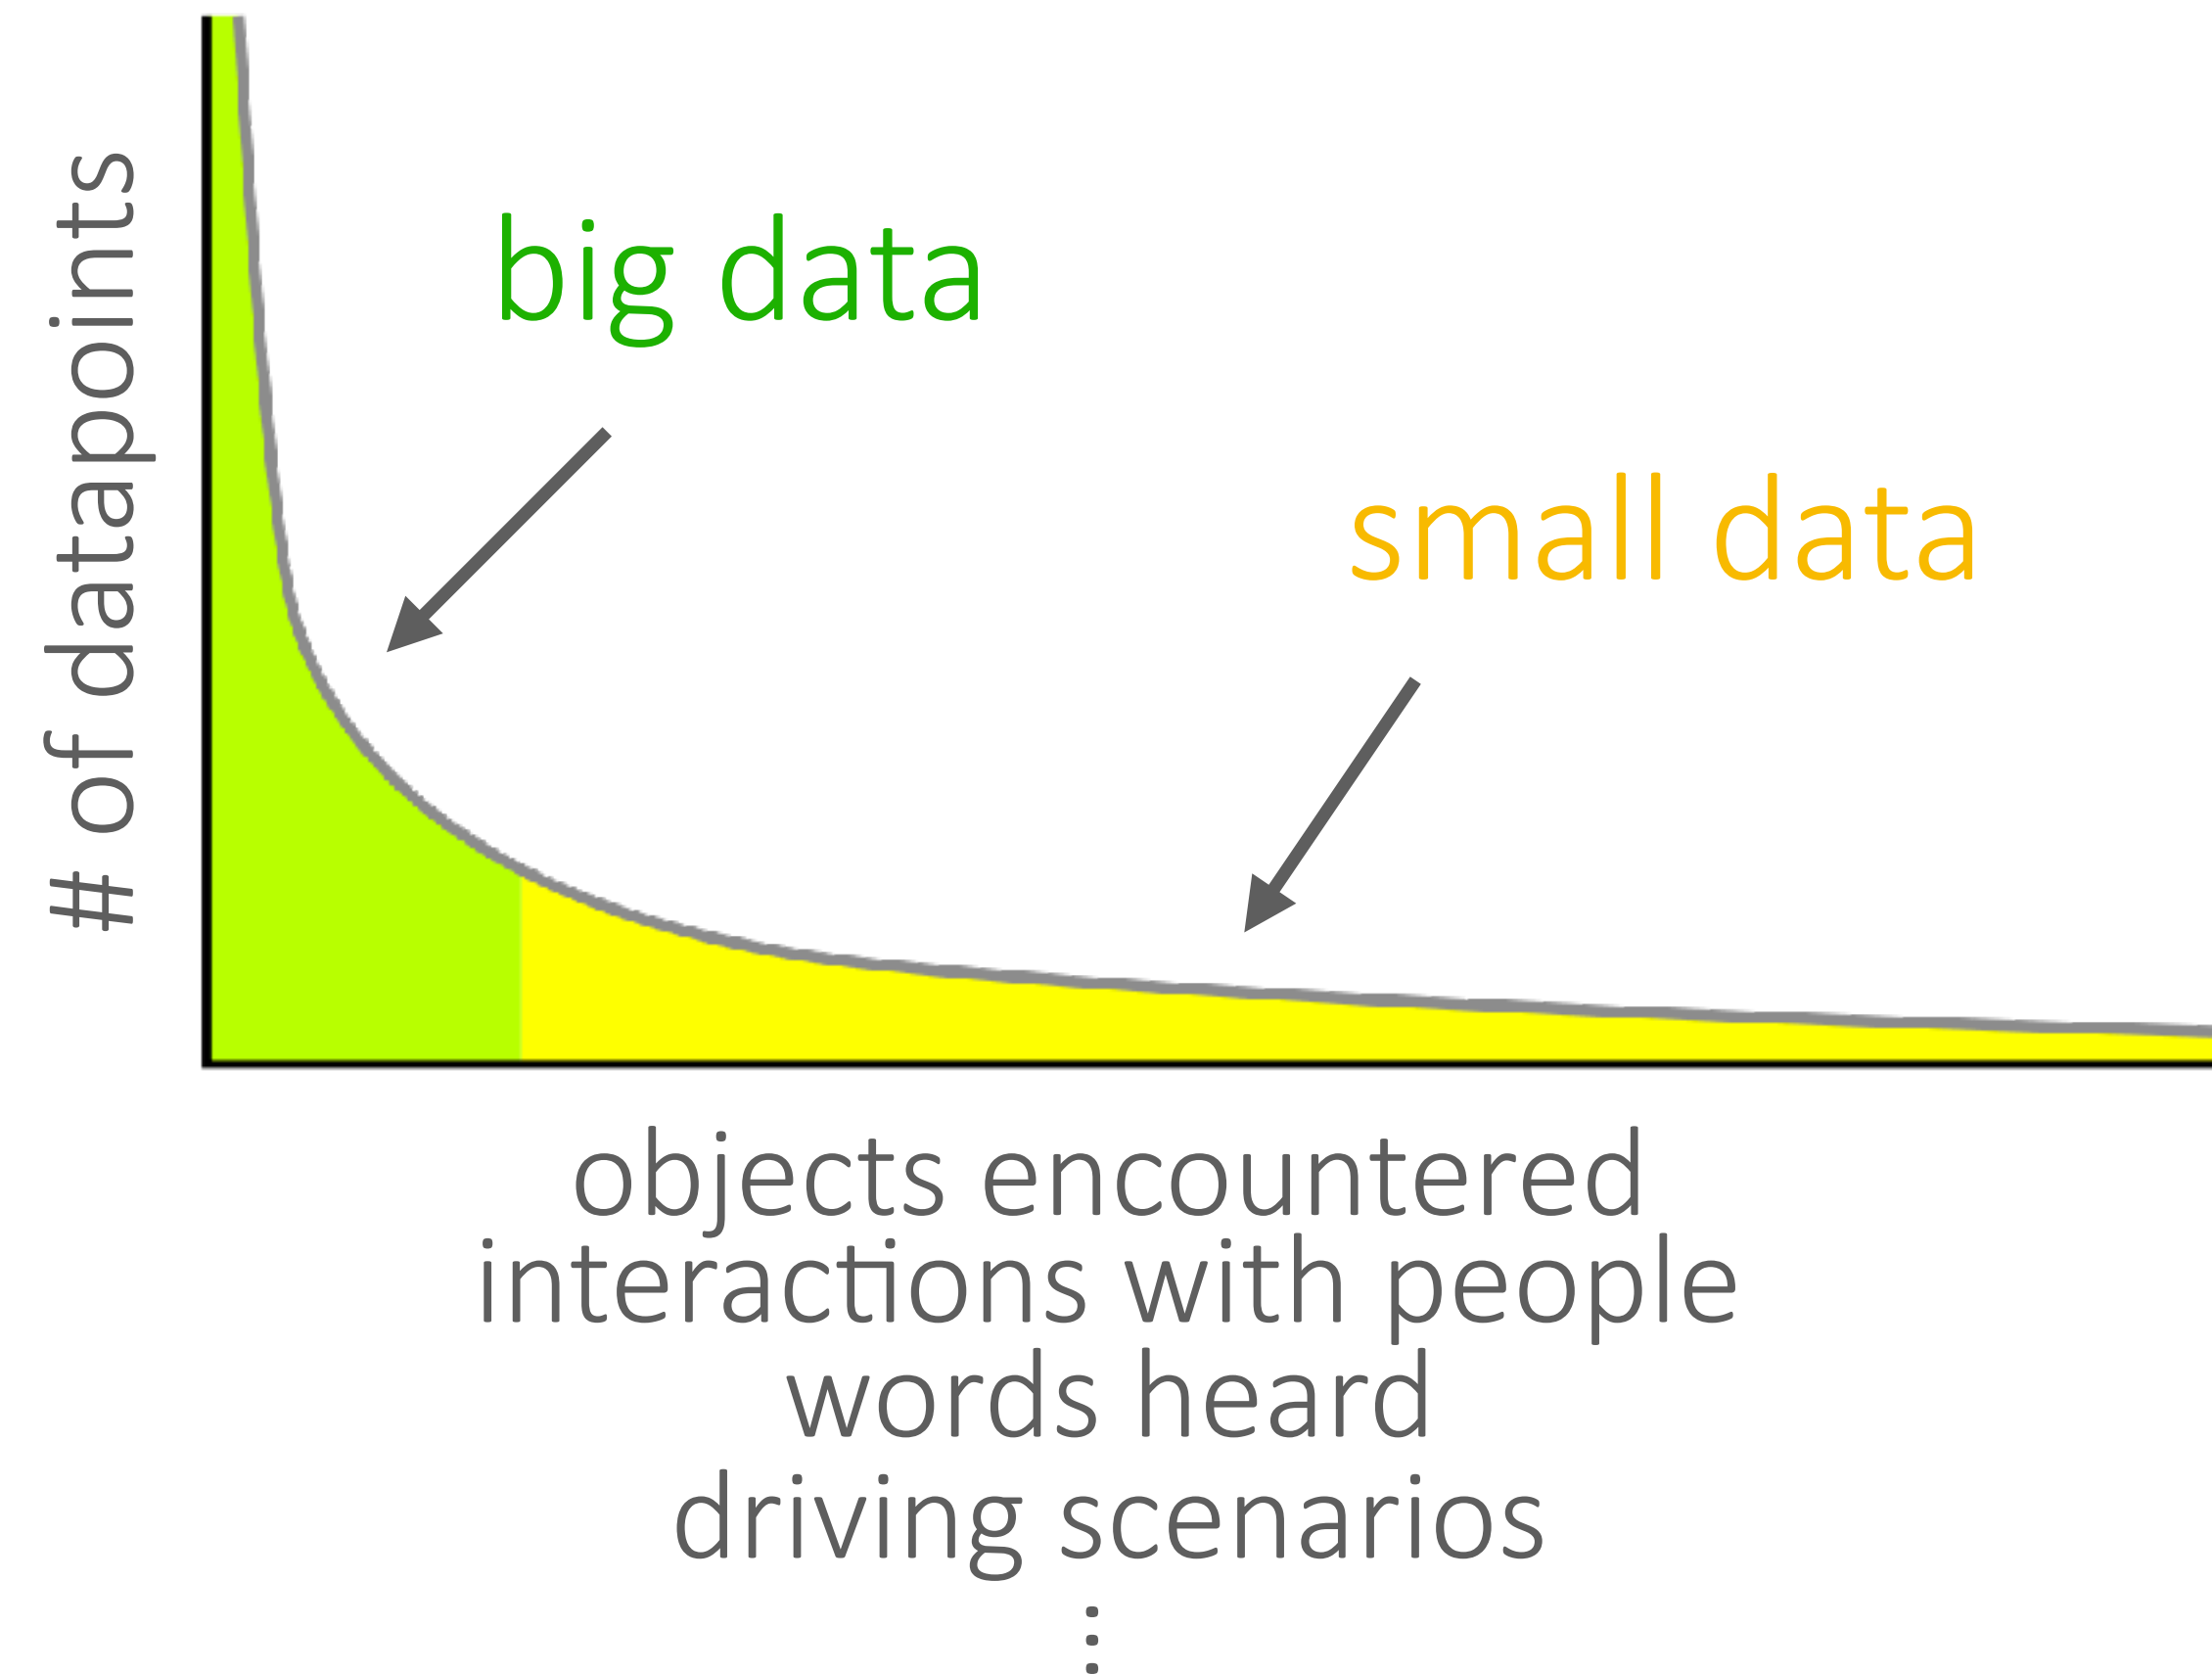 # of datapoints
big data
small data
objects encountered
interactions with people
words heard
driving scenarios
⋮